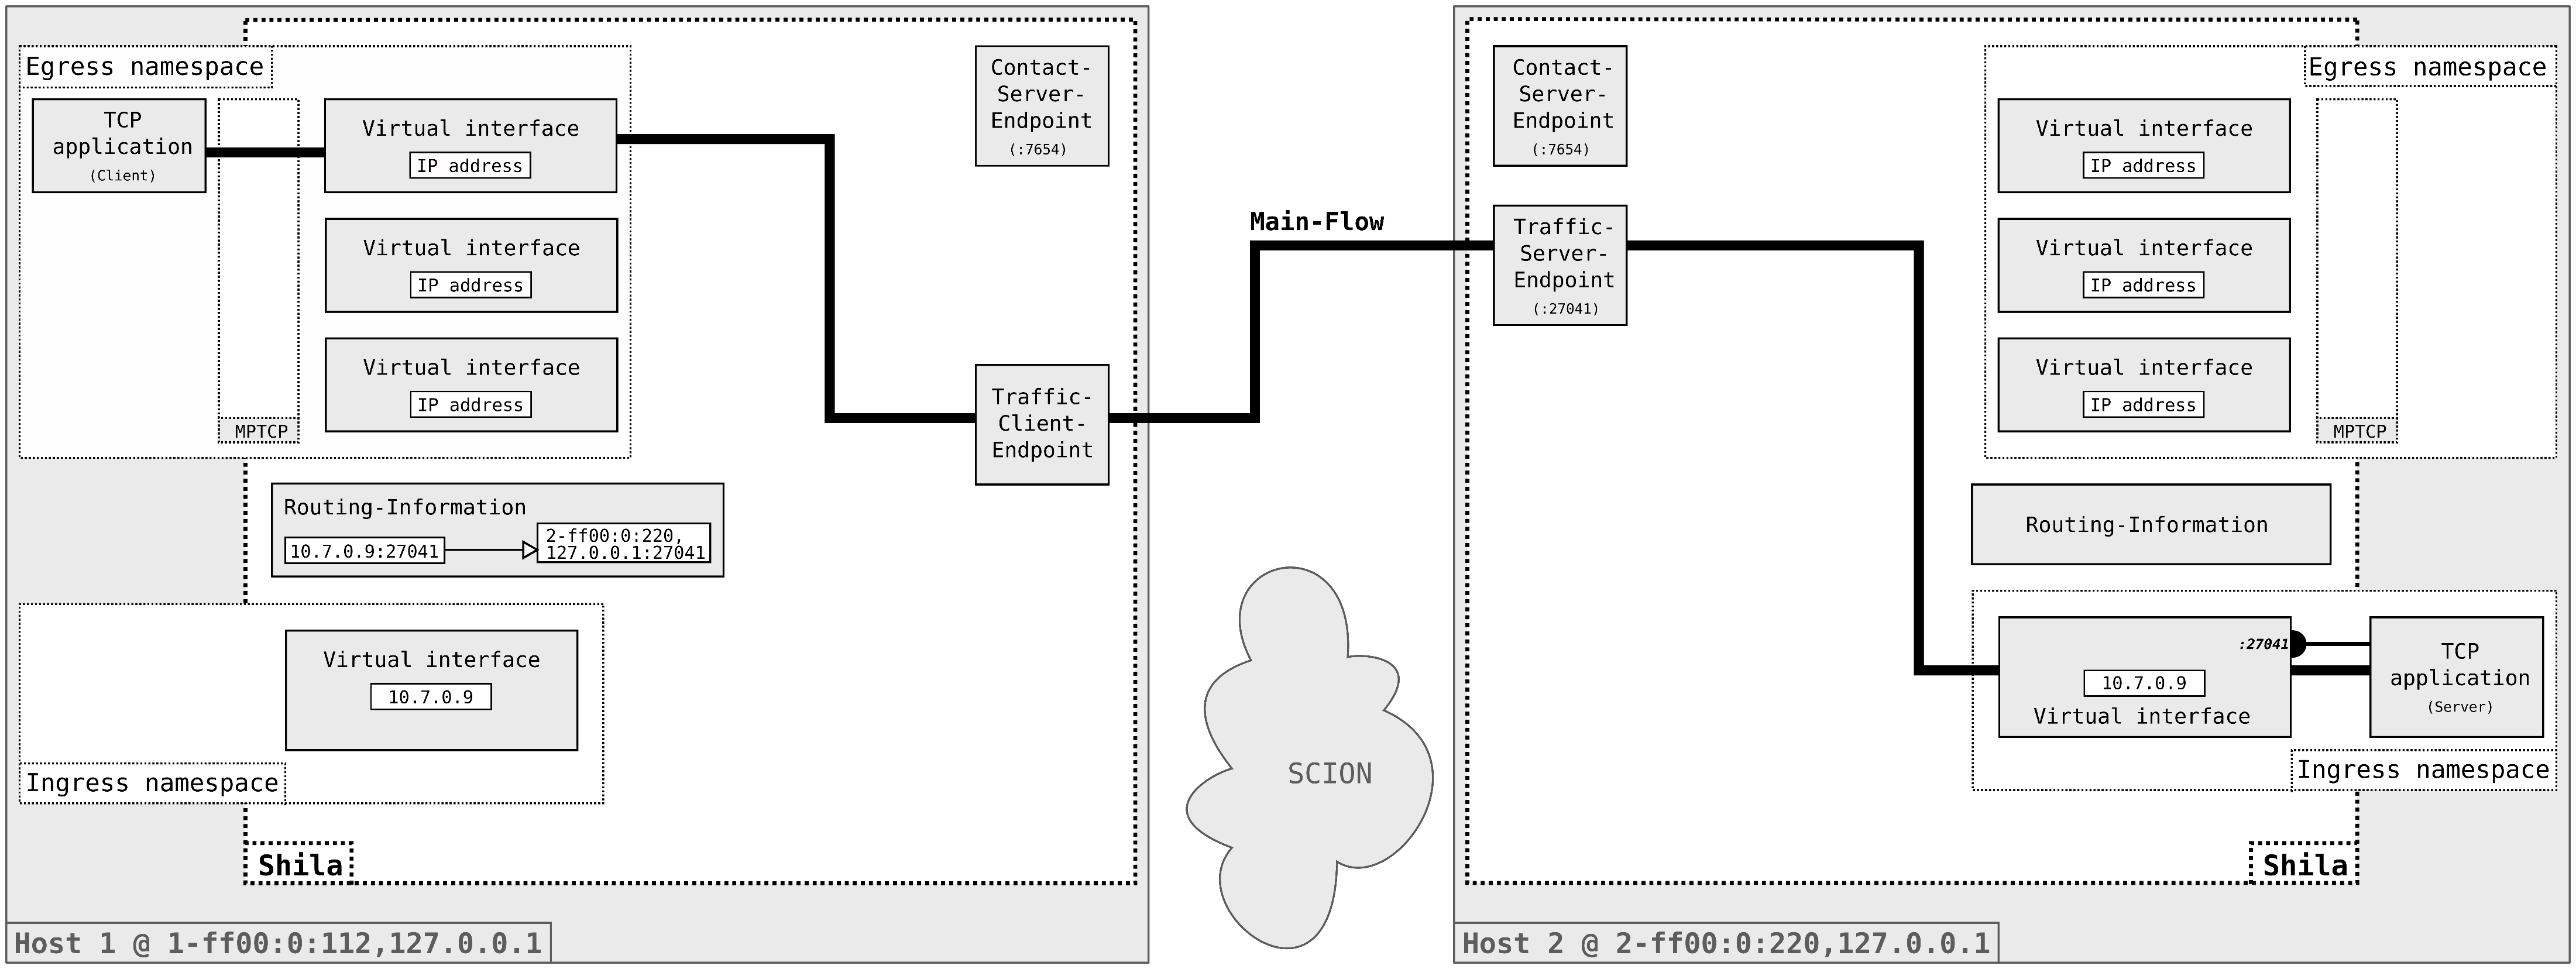 Egress namespace
TCP
application
(Client)
MPTCP
Virtual interface
IP address
Virtual interface
IP address
Virtual interface
IP address
Contact-
Server-
Endpoint
(:7654)
Traffic-
Client-
Endpoint
Routing-Information
10.7.0.9:27041
2-ff00:0:220,
127.0.0.1:27041
Virtual interface
10.7.0.9
Ingress namespace
Shila
Host 1 @ 1-ff00:0:112,127.0.0.1
Main-Flow
SCION
Contact-
Server-
Endpoint
(:7654)
Traffic-
Server-
Endpoint
(:27041)
Egress namespace
Virtual interface
IP address
Virtual interface
IP address
Virtual interface
IP address
MPTCP
Routing-Information
:27041
10.7.0.9
Virtual interface
TCP
application
(Server)
Ingress namespace
Shila
Host 2 @ 2-ff00:0:220,127.0.0.1